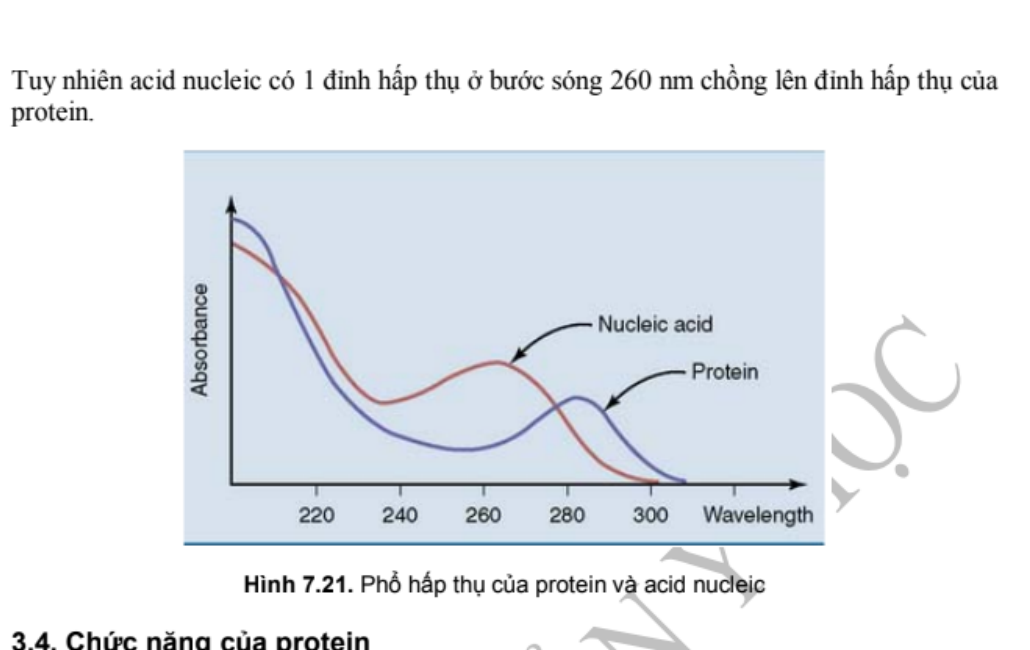 Tuy nhiên acid nucleic có 1 đỉnh hấp thụ ở bước sóng 260 nm chồng lên đỉnh hấp thụ của
protein.
Absorbance
Nucleic acid
Protein
220 240 260 280 300 Wavelength
Hình 7.21. Phổ hấp thụ của protein và acid nucleic
3.4. Chức năng của protein
Y HỌC